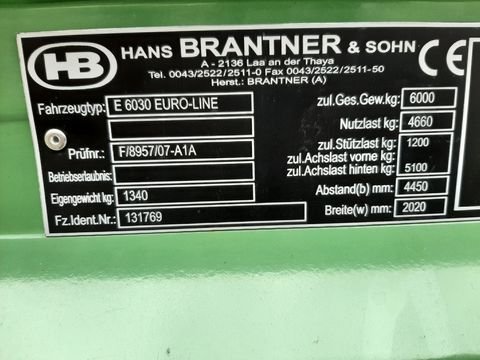 HB HANS BRANTNER & SOHN CE
A - 2136 Laa an der Thaya
Tel. 0043/2522/2511-0 Fax 0043/2522/2511-50
Herst.: BRANTNER (A)
Fahrzeugtyp: E 6030 EURO-LINE
zul.Ges.Gew.kg: 6000
Nutzlast kg: 4660
Prüfnr.: F/8957/07-A1A
zul.Stützlast kg: 1200
zul.Achslast vorne kg:
Betriebserlaubnis:
zul.Achslast hinten kg: 5100
Eigengewicht kg: 1340
Abstand(b) mm: 4450
Fz.Ident.Nr.: 131769
Breite(w) mm: 2020